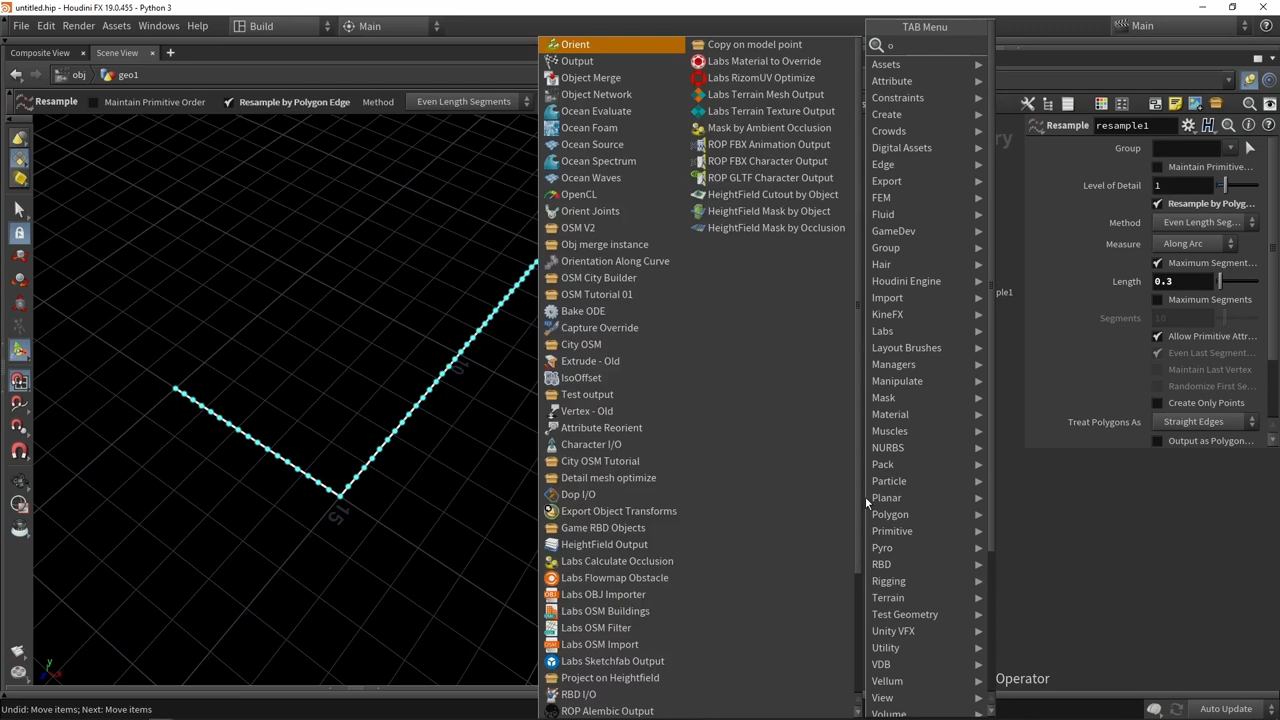 untitled.hip - Houdini FX 19.0.455 - Python 3
File Edit Render Assets Windows Help Build Main Main
Composite View × Scene View × +
obj geo1
Resample Maintain Primitive Order Resample by Polygon Edge Method Even Length Segments
TAB Menu
o
Orient
Output
Object Merge
Object Network
Ocean Evaluate
Ocean Foam
Ocean Source
Ocean Spectrum
Ocean Waves
OpenCL
Orient Joints
OSM V2
Obj merge instance
Orientation Along Curve
OSM City Builder
OSM Tutorial 01
Bake ODE
Capture Override
City OSM
Extrude - Old
IsoOffset
Test output
Vertex - Old
Attribute Reorient
Character I/O
City OSM Tutorial
Detail mesh optimize
Dop I/O
Export Object Transforms
Game RBD Objects
HeightField Output
Labs Calculate Occlusion
Labs Flowmap Obstacle
Labs OBJ Importer
Labs OSM Buildings
Labs OSM Filter
Labs OSM Import
Labs Sketchfab Output
Project on Heightfield
RBD I/O
ROP Alembic Output
Copy on model point
Labs Material to Override
Labs RizomUV Optimize
Labs Terrain Mesh Output
Labs Terrain Texture Output
Mask by Ambient Occlusion
ROP FBX Animation Output
ROP FBX Character Output
ROP GLTF Character Output
HeightField Cutout by Object
HeightField Mask by Object
HeightField Mask by Occlusion
Assets
Attribute
Constraints
Create
Crowds
Digital Assets
Edge
Export
FEM
Fluid
GameDev
Group
Hair
Houdini Engine
Import
KineFX
Labs
Layout Brushes
Managers
Manipulate
Mask
Material
Muscles
NURBS
Pack
Particle
Planar
Polygon
Primitive
Pyro
RBD
Rigging
Terrain
Test Geometry
Unity VFX
Utility
VDB
Vellum
View
Volume
Resample resample1
Group
Maintain Primitive...
Level of Detail 1
Resample by Polyg...
Method Even Length Seg...
Measure Along Arc
Maximum Segment...
Length 0.3
Maximum Segments
Segments 10
Allow Primitive Attr...
Even Last Segment...
Maintain Last Vertex
Randomize First Se...
Create Only Points
Treat Polygons As Straight Edges
Output as Polygon...
ple1
ry
Operator
15
10
y
x
Undid: Move items; Next: Move items
Auto Update